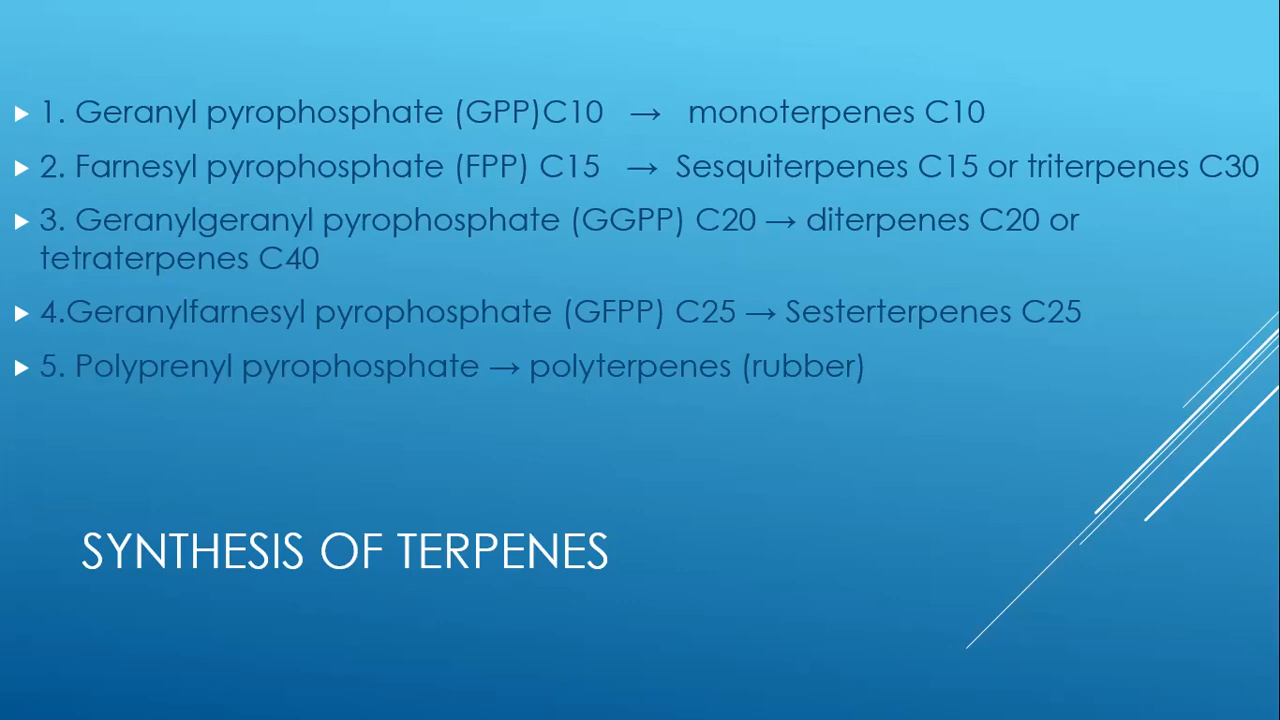 1. Geranyl pyrophosphate (GPP)C10 → monoterpenes C10
2. Farnesyl pyrophosphate (FPP) C15 → Sesquiterpenes C15 or triterpenes C30
3. Geranylgeranyl pyrophosphate (GGPP) C20 → diterpenes C20 or
tetraterpenes C40
4.Geranylfarnesyl pyrophosphate (GFPP) C25 → Sesterterpenes C25
5. Polyprenyl pyrophosphate → polyterpenes (rubber)
SYNTHESIS OF TERPENES